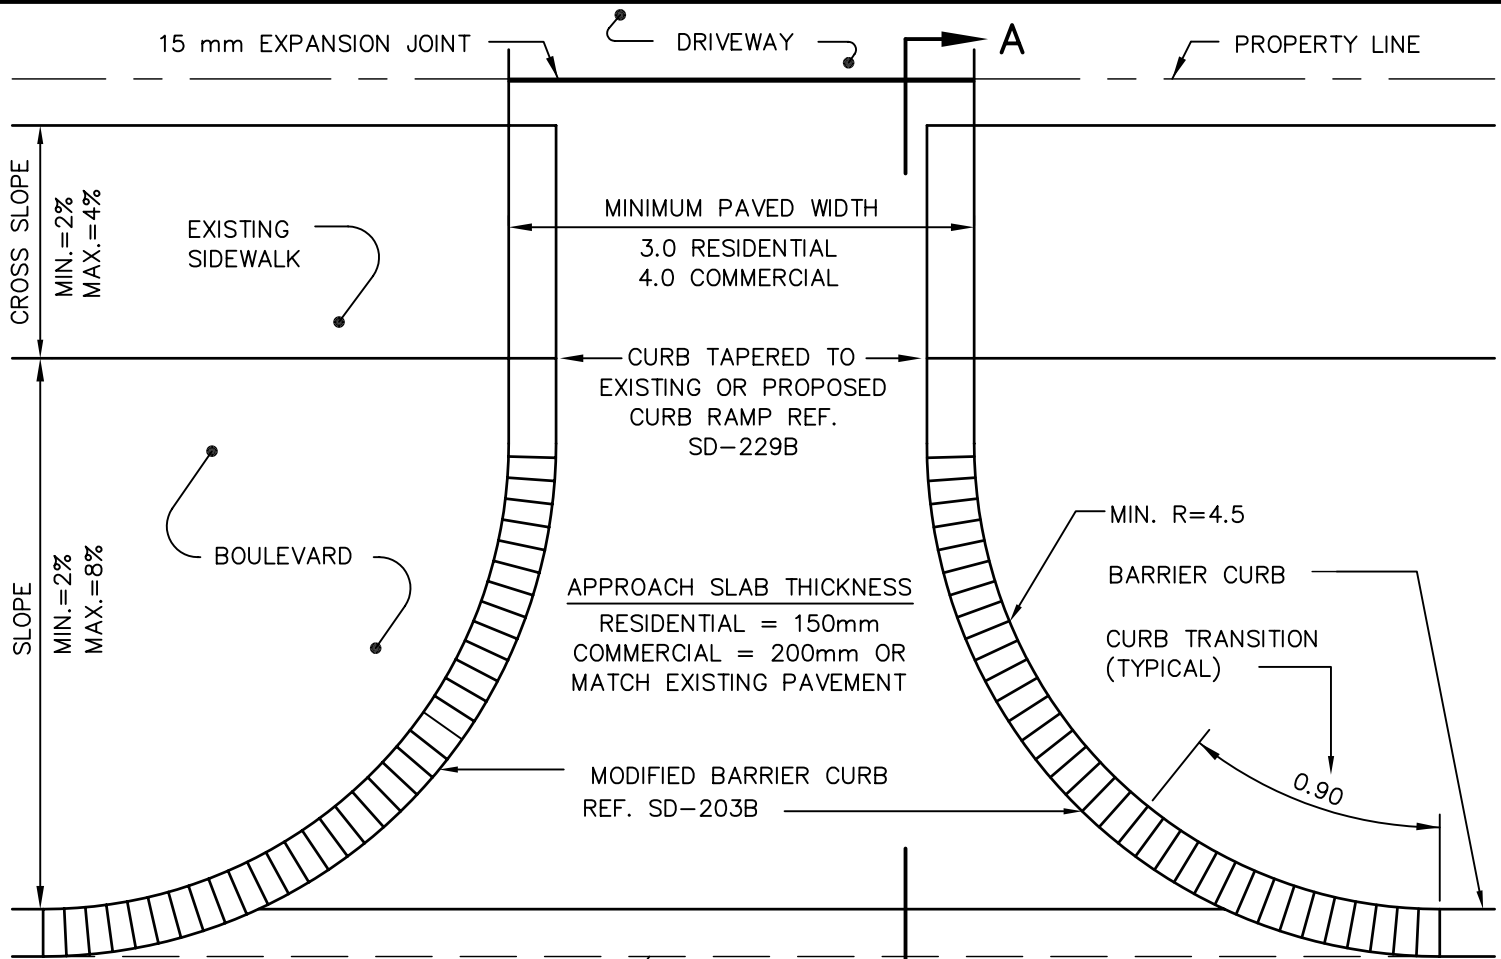 15 mm EXPANSION JOINT
DRIVEWAY
A
PROPERTY LINE
CROSS SLOPE
MIN.=2%
MAX.=4%
EXISTING
SIDEWALK
MINIMUM PAVED WIDTH
3.0 RESIDENTIAL
4.0 COMMERCIAL
CURB TAPERED TO
EXISTING OR PROPOSED
CURB RAMP REF.
SD-229B
SLOPE
MIN.=2%
MAX.=8%
BOULEVARD
APPROACH SLAB THICKNESS
RESIDENTIAL = 150mm
COMMERCIAL = 200mm OR
MATCH EXISTING PAVEMENT
MIN. R=4.5
BARRIER CURB
CURB TRANSITION
(TYPICAL)
0.90
MODIFIED BARRIER CURB
REF. SD-203B